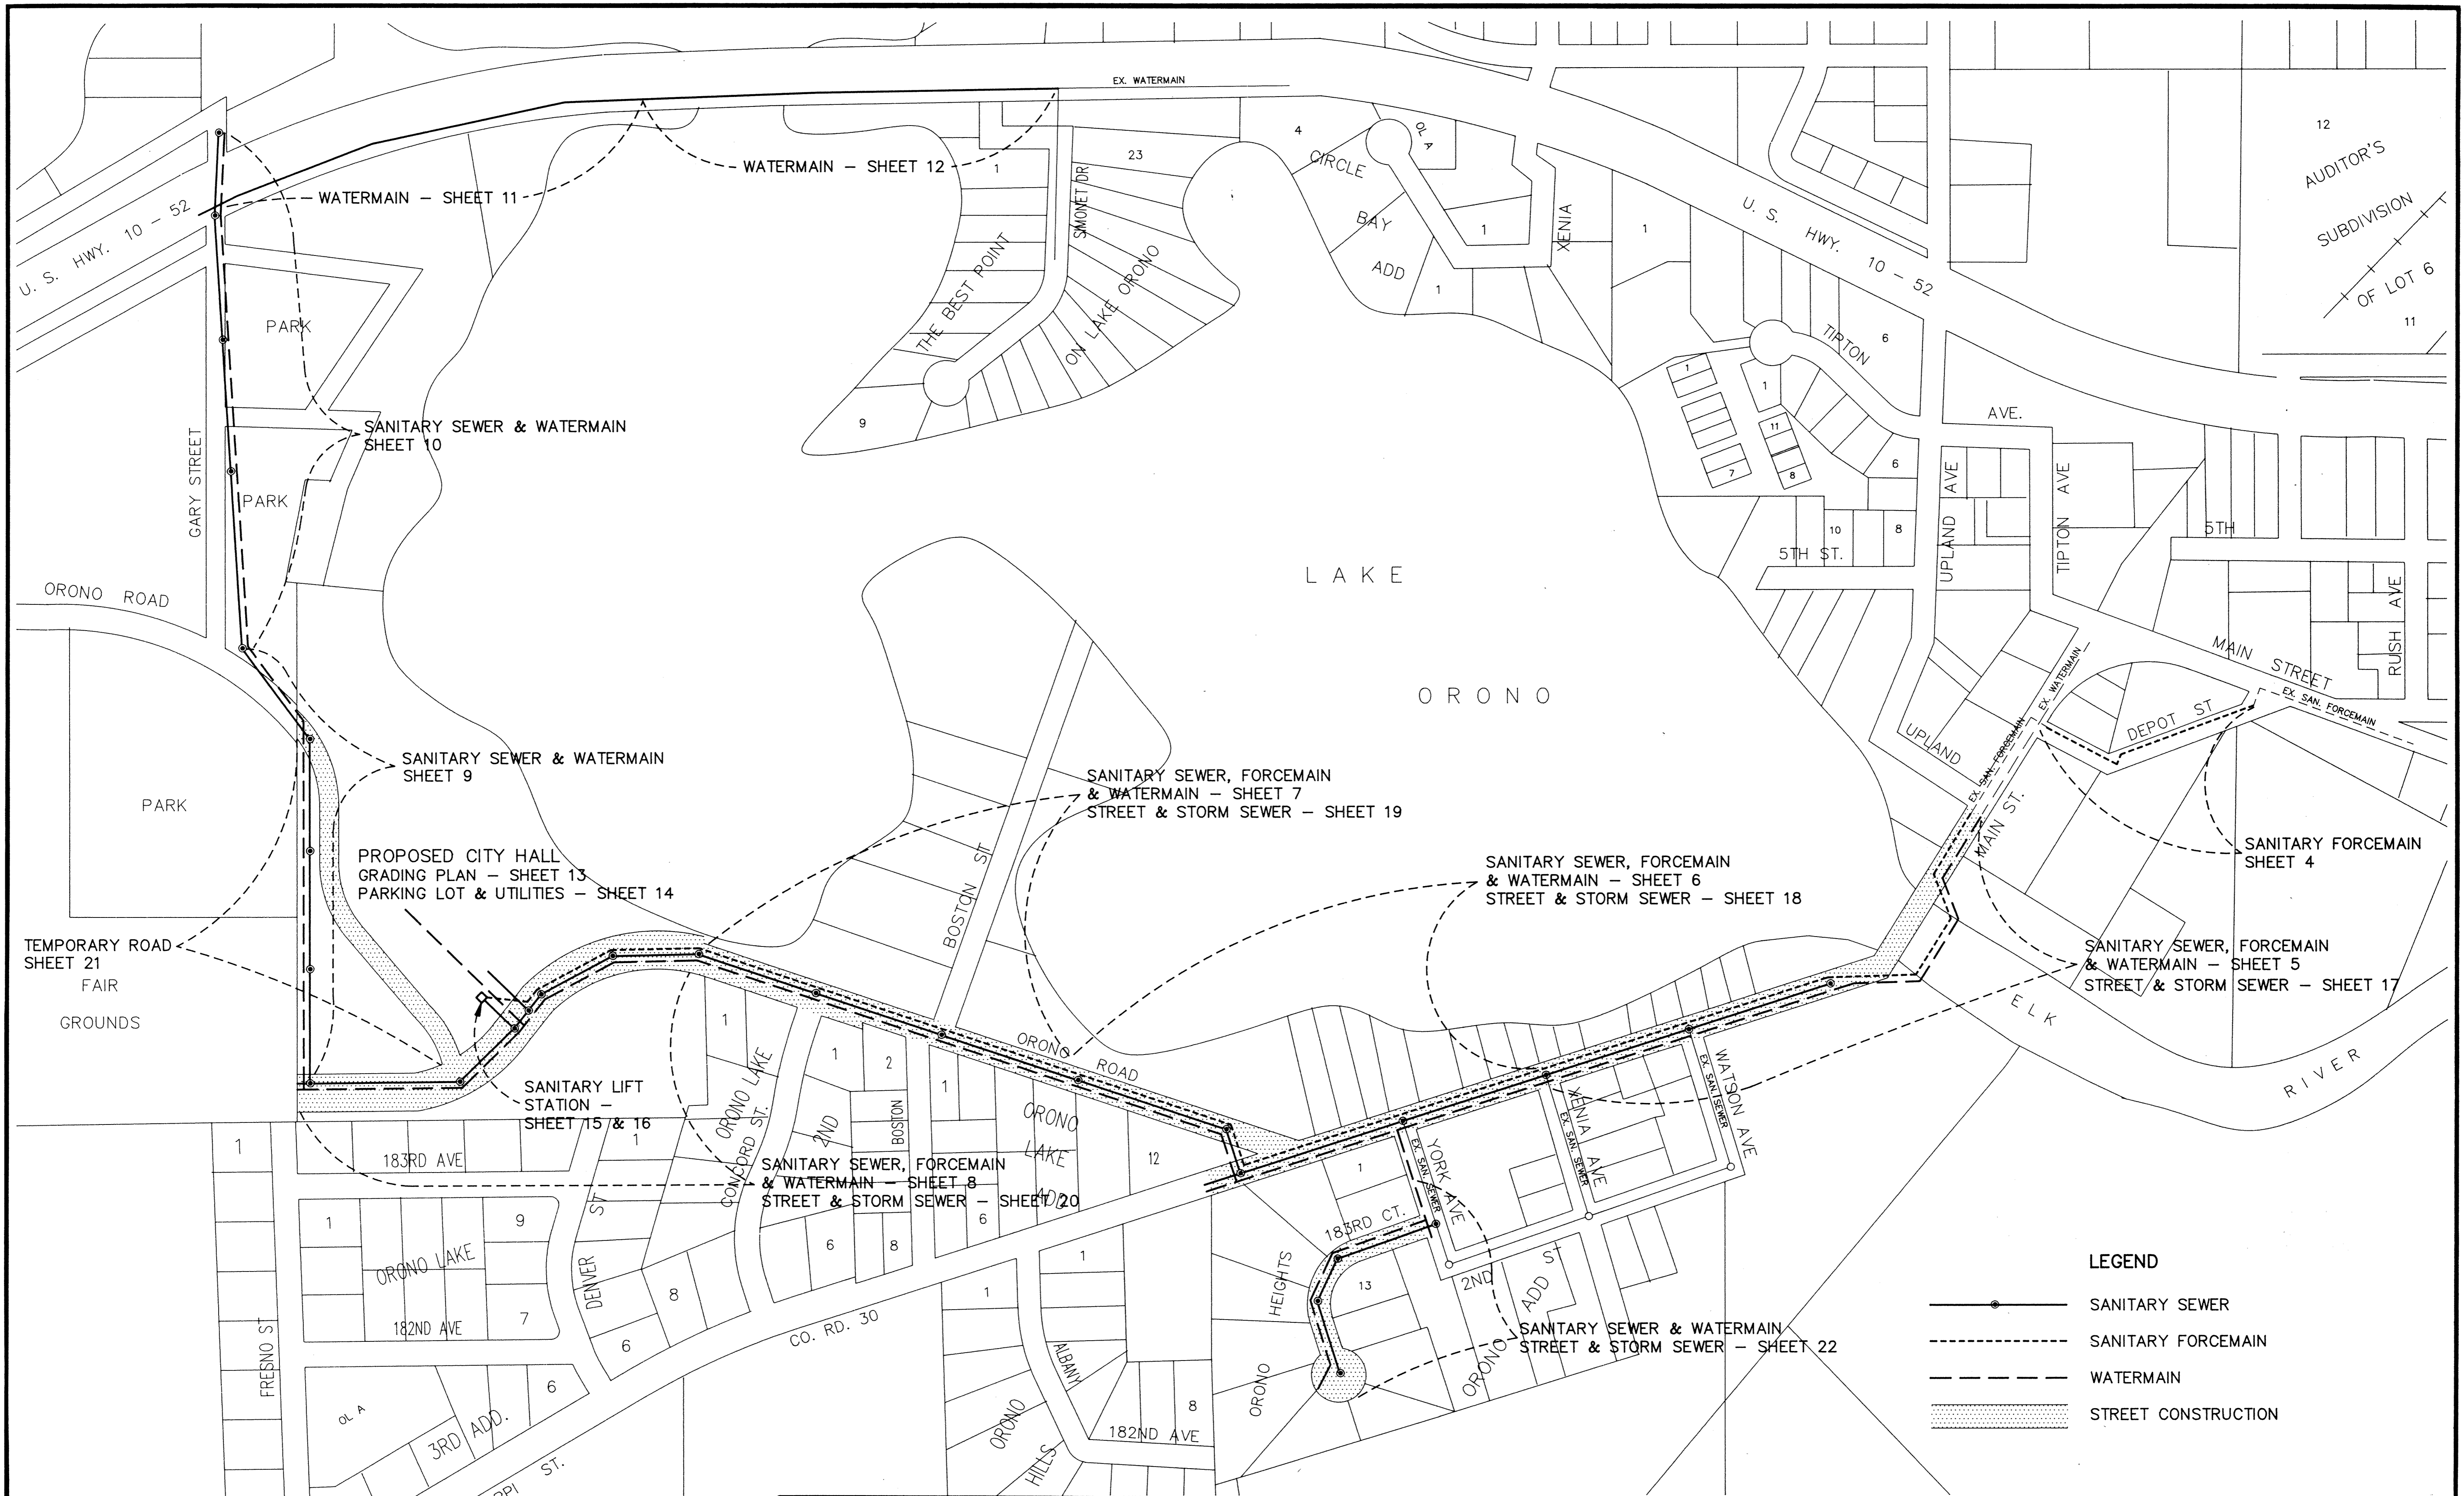 EX. WATERMAIN
WATERMAIN – SHEET 12
WATERMAIN – SHEET 11
U. S. HWY. 10 – 52
PARK
PARK
GARY STREET
SANITARY SEWER & WATERMAIN
SHEET 10
ORONO ROAD
PARK
SANITARY SEWER & WATERMAIN
SHEET 9
PROPOSED CITY HALL
GRADING PLAN – SHEET 13
PARKING LOT & UTILITIES – SHEET 14
TEMPORARY ROAD
SHEET 21
FAIR
GROUNDS
SANITARY LIFT
STATION –
SHEET 15 & 16
1
23
SIMONET DR
THE BEST POINT
ON LAKE ORONO
9
4
CIRCLE
BAY
ADD
OL A
1
1
XENIA
1
U. S. HWY. 10 – 52
12
AUDITOR'S
SUBDIVISION
OF LOT 6
11
TIPTON
6
AVE.
1
1
11
7
8
6
10
8
5TH ST.
UPLAND AVE
TIPTON AVE
5TH
RUSH AVE
LAKE
ORONO
MAIN STREET
EX. SAN. FORCEMAIN
DEPOT ST
EX. WATERMAIN
EX. SAN. FORCEMAIN
UPLAND
MAIN ST.
SANITARY FORCEMAIN
SHEET 4
SANITARY SEWER, FORCEMAIN
& WATERMAIN – SHEET 7
STREET & STORM SEWER – SHEET 19
SANITARY SEWER, FORCEMAIN
& WATERMAIN – SHEET 6
STREET & STORM SEWER – SHEET 18
SANITARY SEWER, FORCEMAIN
& WATERMAIN – SHEET 5
STREET & STORM SEWER – SHEET 17
BOSTON ST
ORONO ROAD
ELK
RIVER
WATSON AVE
EX. SAN. SEWER
XENIA AVE
EX. SAN. SEWER
YORK AVE
EX. SAN. SEWER
1
ORONO LAKE
CONCORD ST.
1
2
2ND
BOSTON
1
ORONO
LAKE
ADD
12
6
SANITARY SEWER, FORCEMAIN
& WATERMAIN – SHEET 8
STREET & STORM SEWER – SHEET 20
1
183RD AVE
1
1
9
ORONO LAKE
7
182ND AVE
FRESNO ST
DENVER ST
8
6
6
8
CO. RD. 30
OL A
3RD ADD.
6
ST.
1
1
ALBANY
ORONO
HILLS
182ND AVE
8
1
183RD CT.
13
HEIGHTS
ORONO
2ND ST
ORONO ADD
SANITARY SEWER & WATERMAIN
STREET & STORM SEWER – SHEET 22
LEGEND
SANITARY SEWER
SANITARY FORCEMAIN
WATERMAIN
STREET CONSTRUCTION